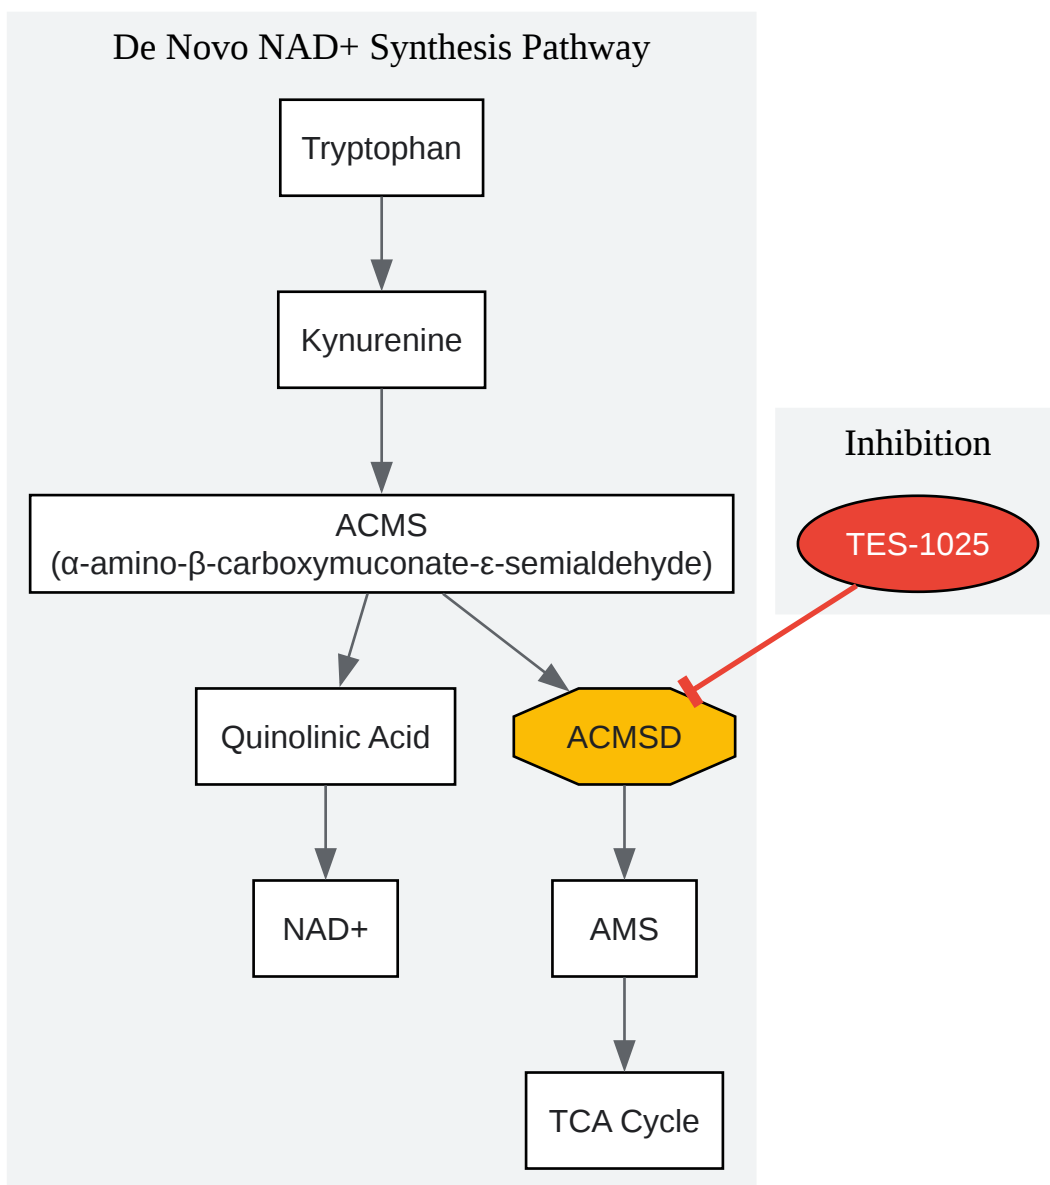 De Novo NAD+ Synthesis Pathway
Tryptophan
Kynurenine
Inhibition
ACMS
(α-amino-β-carboxymuconate-ε-semialdehyde)
TES-1025
Quinolinic Acid
ACMSD
NAD+
AMS
TCA Cycle